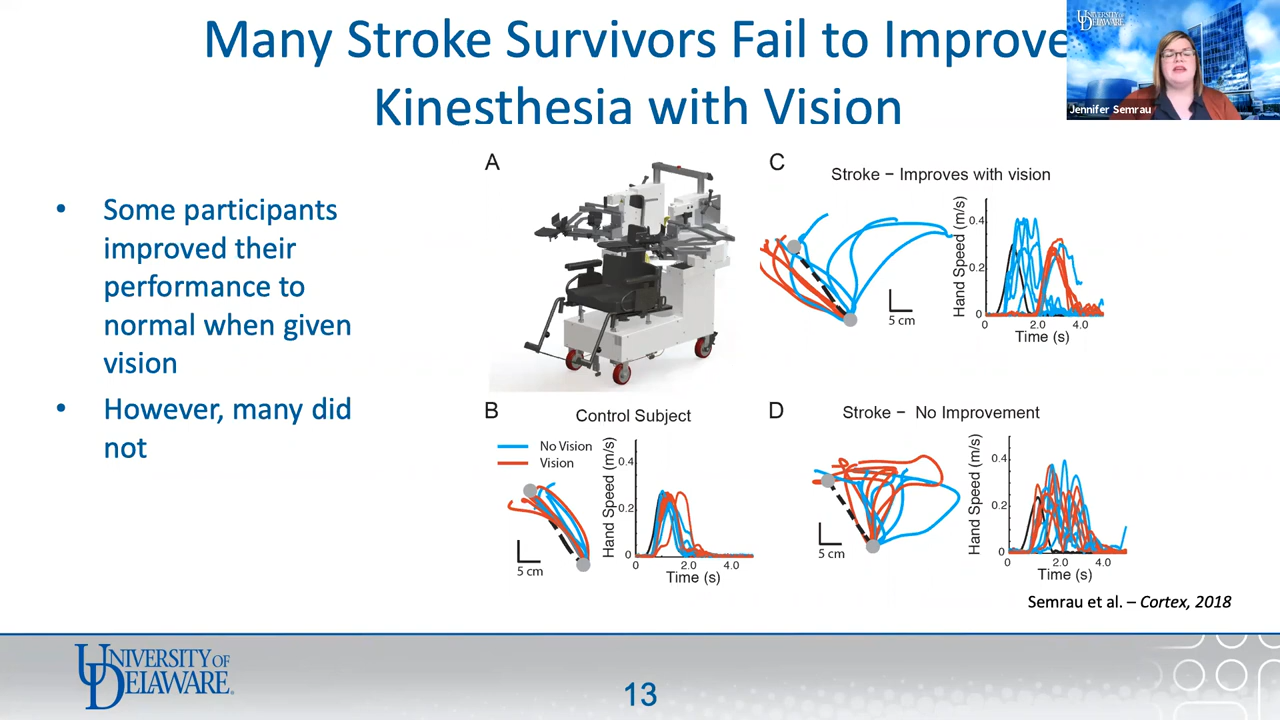 Many Stroke Survivors Fail to Improve
Kinesthesia with Vision
UNIVERSITY OF
DELAWARE
Jennifer Semrau
• Some participants
improved their
performance to
normal when given
vision
• However, many did
not
A
C
Stroke – Improves with vision
Hand Speed (m/s)
0.4
0.2
0
0
2.0
4.0
Time (s)
5 cm
B
Control Subject
No Vision
Vision
Hand Speed (m/s)
0.4
0.2
0
0
2.0
4.0
Time (s)
5 cm
D
Stroke – No Improvement
Hand Speed (m/s)
0.4
0.2
0
0
2.0
4.0
Time (s)
5 cm
Semrau et al. – Cortex, 2018
UNIVERSITY OF
DELAWARE
13